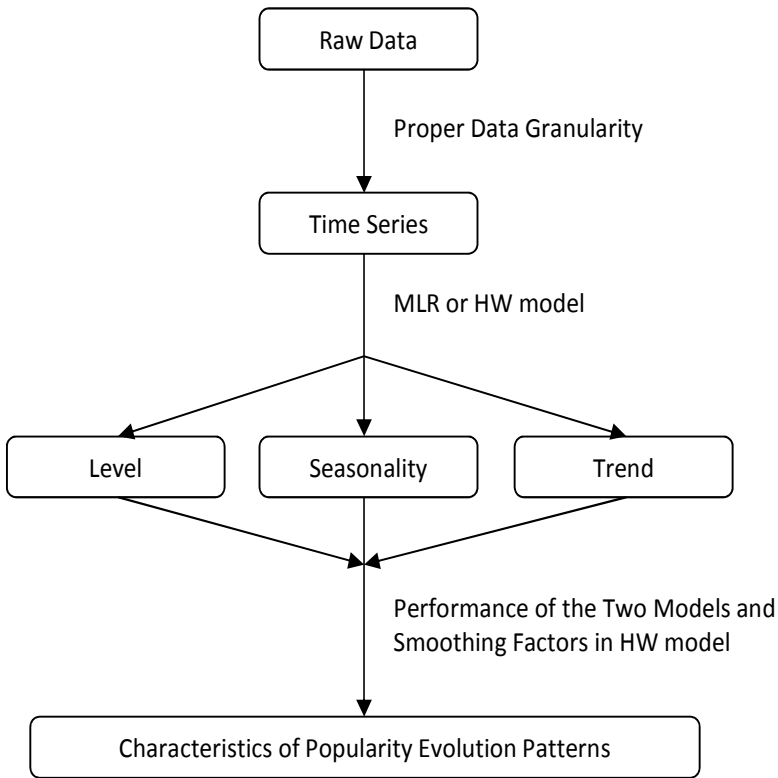 Raw Data
Proper Data Granularity
Time Series
MLR or HW model
Level
Seasonality
Trend
Performance of the Two Models and
Smoothing Factors in HW model
Characteristics of Popularity Evolution Patterns